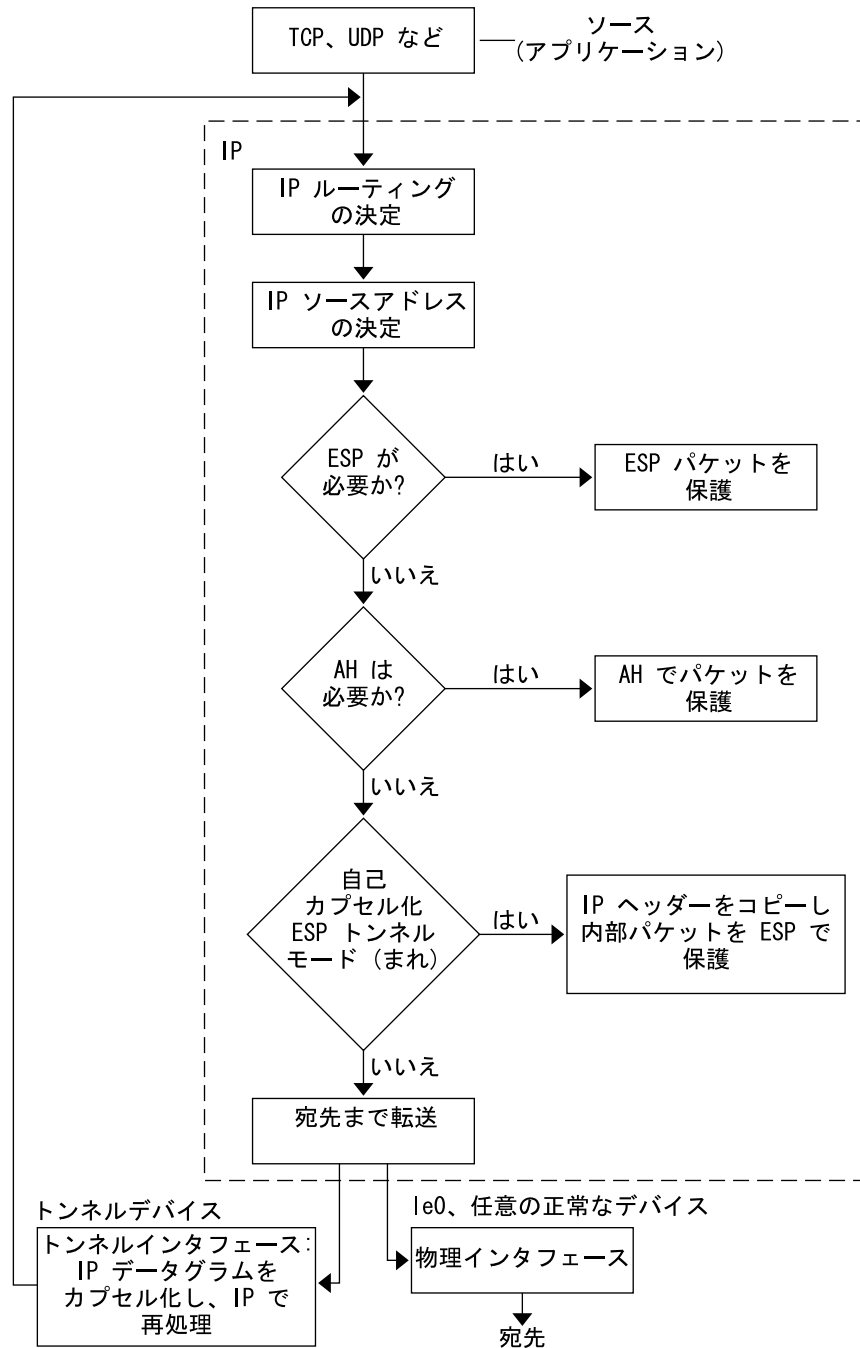 TCP、UDP など
ソース
(アプリケーション)
IP
IP ルーティング
の決定
IP ソースアドレス
の決定
ESP が
必要か?
はい
ESP パケットを
保護
いいえ
AH は
必要か?
はい
AH でパケットを
保護
いいえ
自己
カプセル化
ESP トンネル
モード (まれ)
はい
IP ヘッダーをコピーし
内部パケットを ESP で
保護
いいえ
宛先まで転送
トンネルデバイス
トンネルインタフェース:
IP データグラムを
カプセル化し、IP で
再処理
le0、任意の正常なデバイス
物理インタフェース
宛先